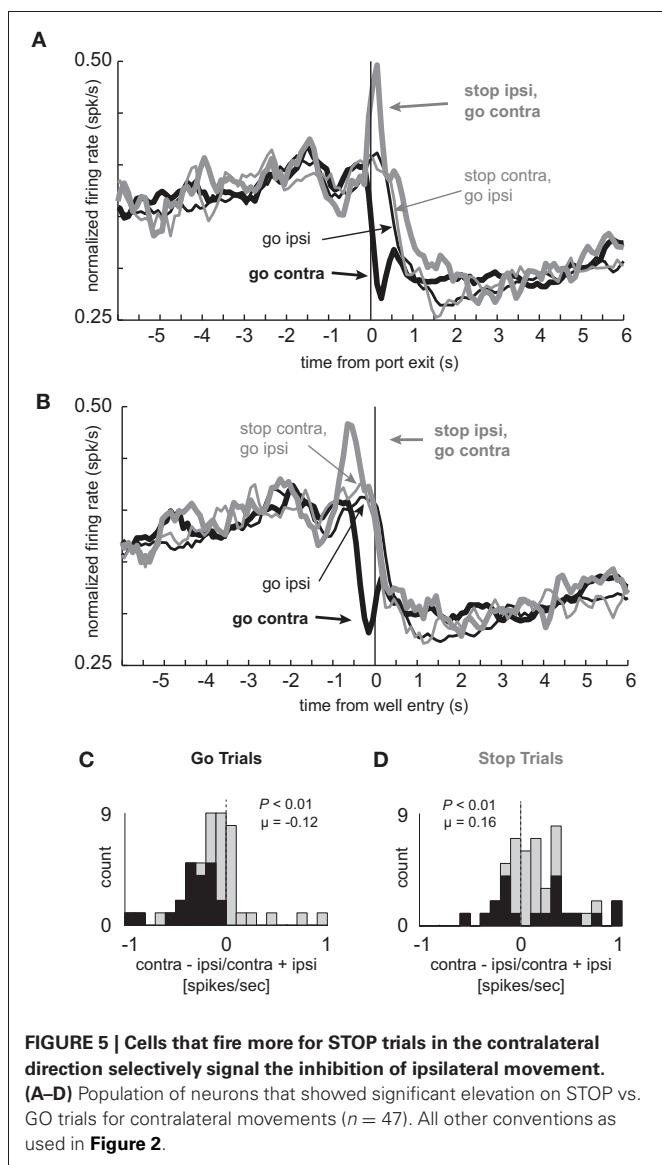 A
0.50
normalized firing rate (spk/s)
0.25
stop ipsi,
go contra
stop contra,
go ipsi
go ipsi
go contra
-5 -4 -3 -2 -1 0 1 2 3 4 5 6
time from port exit (s)
B
0.50
normalized firing rate (spk/s)
0.25
stop contra,
go ipsi
stop ipsi,
go contra
go ipsi
go contra
-5 -4 -3 -2 -1 0 1 2 3 4 5 6
time from well entry (s)
C
Go Trials
P < 0.01
μ = -0.12
9
count
0
-1 0 1
contra - ipsi/contra + ipsi
[spikes/sec]
D
Stop Trials
P < 0.01
μ = 0.16
9
count
0
-1 0 1
contra - ipsi/contra + ipsi
[spikes/sec]
FIGURE 5 | Cells that fire more for STOP trials in the contralateral
direction selectively signal the inhibition of ipsilateral movement.
(A–D) Population of neurons that showed significant elevation on STOP vs.
GO trials for contralateral movements (n = 47). All other conventions as
used in Figure 2.